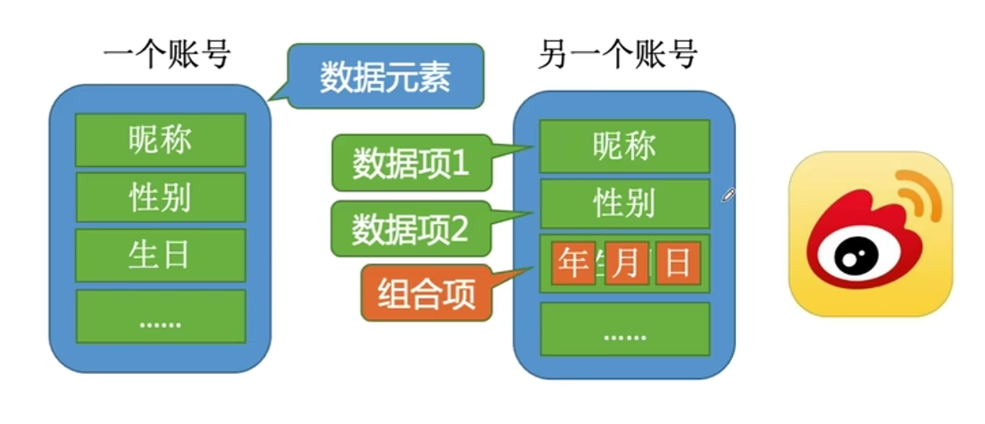 一个账号
数据元素
昵称
性别
生日
……
另一个账号
数据项1
数据项2
组合项
昵称
性别
年 月 日
……